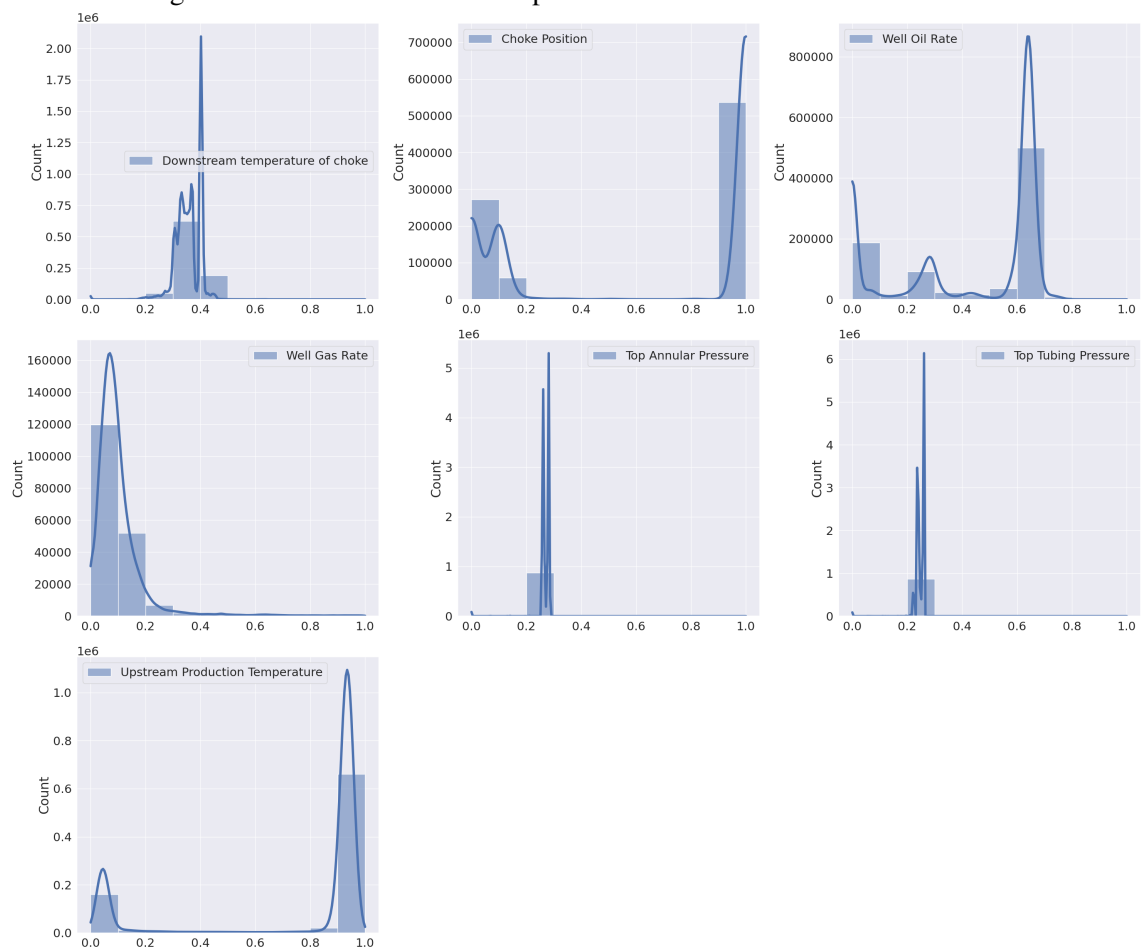 1e6
2.00
1.75
1.50
1.25
1.00
0.75
0.50
0.25
0.00
Count
Downstream temperature of choke
0.0 0.2 0.4 0.6 0.8 1.0
700000
600000
500000
400000
300000
200000
100000
0
Count
Choke Position
0.0 0.2 0.4 0.6 0.8 1.0
800000
600000
400000
200000
0
Count
Well Oil Rate
0.0 0.2 0.4 0.6 0.8 1.0
160000
140000
120000
100000
80000
60000
40000
20000
0
Count
Well Gas Rate
0.0 0.2 0.4 0.6 0.8 1.0
1e6
5
4
3
2
1
0
Count
Top Annular Pressure
0.0 0.2 0.4 0.6 0.8 1.0
1e6
6
5
4
3
2
1
0
Count
Top Tubing Pressure
0.0 0.2 0.4 0.6 0.8 1.0
1e6
1.0
0.8
0.6
0.4
0.2
0.0
Count
Upstream Production Temperature
0.0 0.2 0.4 0.6 0.8 1.0